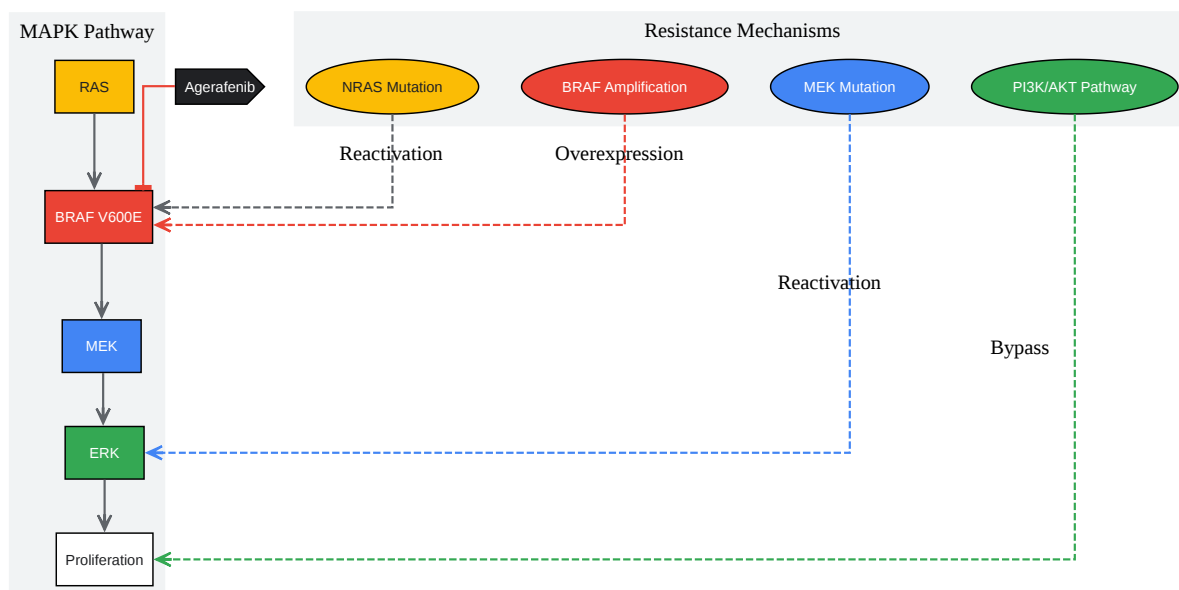 MAPK Pathway
Resistance Mechanisms
RAS
Agerafenib
NRAS Mutation
BRAF Amplification
MEK Mutation
PI3K/AKT Pathway
Reactivation
Overexpression
BRAF V600E
Reactivation
MEK
Bypass
ERK
Proliferation